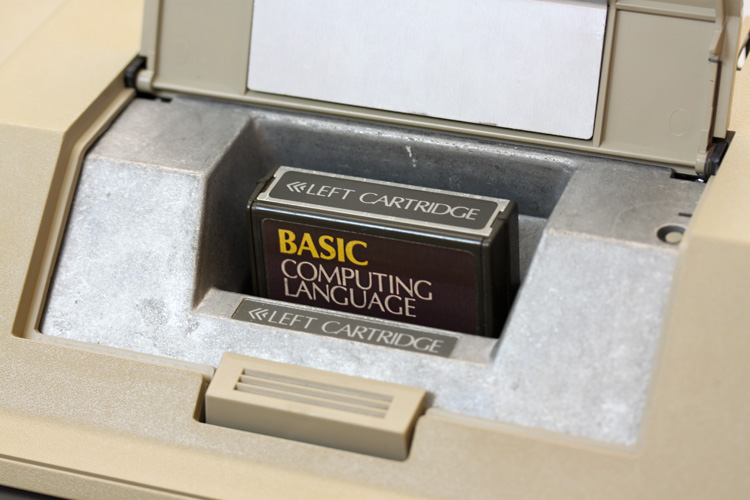 LEFT CARTRIDGE
BASIC
COMPUTING
LANGUAGE
LEFT CARTRIDGE